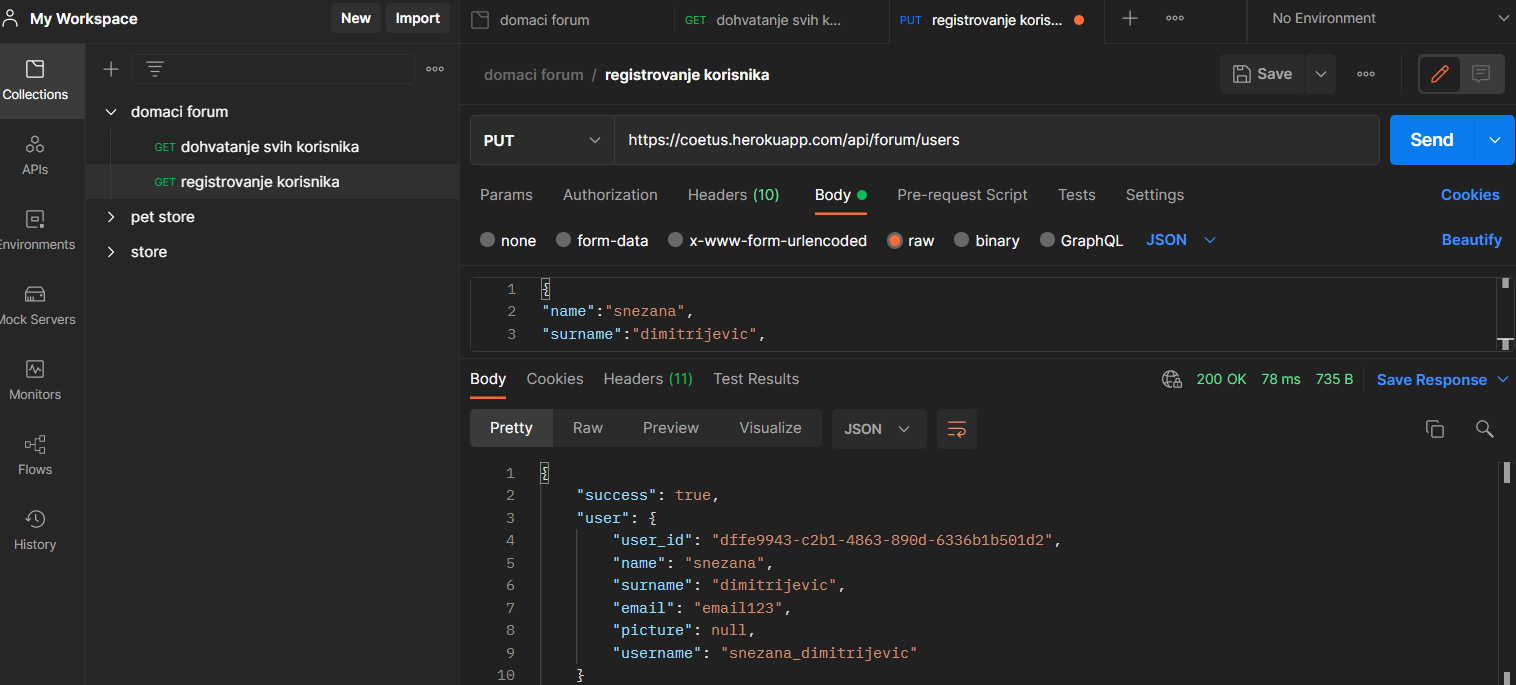 My Workspace New Import
domaci forum GET dohvatanje svih k... PUT registrovanje koris... No Environment
Collections
APIs
Environments
Mock Servers
Monitors
Flows
History
domaci forum
GET dohvatanje svih korisnika
GET registrovanje korisnika
pet store
store
domaci forum / registrovanje korisnika Save
PUT https://coetus.herokuapp.com/api/forum/users Send
Params Authorization Headers (10) Body Pre-request Script Tests Settings Cookies
none form-data x-www-form-urlencoded raw binary GraphQL JSON Beautify
1 {
2 "name":"snezana",
3 "surname":"dimitrijevic",
Body Cookies Headers (11) Test Results 200 OK 78 ms 735 B Save Response
Pretty Raw Preview Visualize JSON
1 {
2 "success": true,
3 "user": {
4 "user_id": "dffe9943-c2b1-4863-890d-6336b1b501d2",
5 "name": "snezana",
6 "surname": "dimitrijevic",
7 "email": "email123",
8 "picture": null,
9 "username": "snezana_dimitrijevic"
10 }